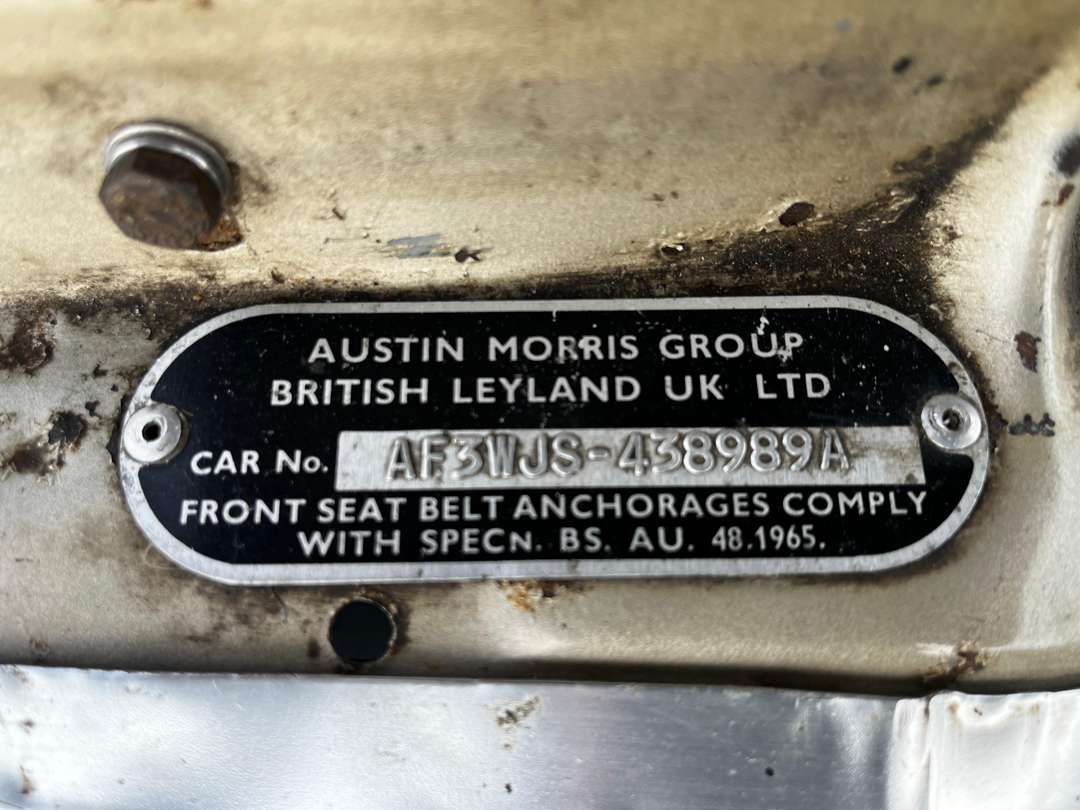 AUSTIN MORRIS GROUP
BRITISH LEYLAND UK LTD
CAR No. AF3WJS-438989A
FRONT SEAT BELT ANCHORAGES COMPLY
WITH SPECN. BS. AU. 48.1965.